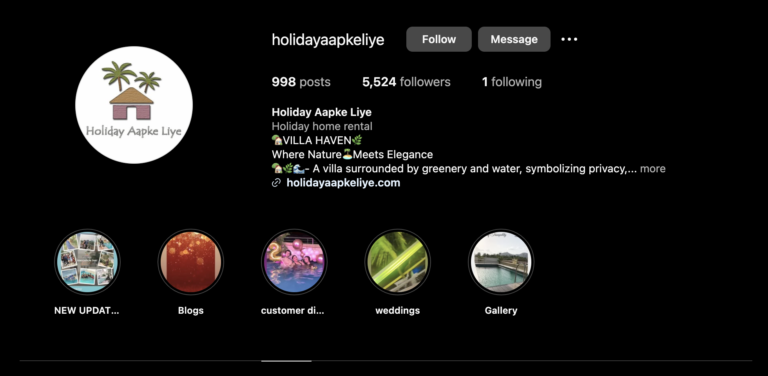 holidayaapkeliye
Follow
Message
998 posts
5,524 followers
1 following
Holiday Aapke Liye
Holiday Aapke Liye
Holiday home rental
🏡VILLA HAVEN🌿
Where Nature🏝️Meets Elegance
🏡🌿🌊- A villa surrounded by greenery and water, symbolizing privacy,... more
holidayaapkeliye.com
NEW UPDAT...
Blogs
customer di...
weddings
Gallery